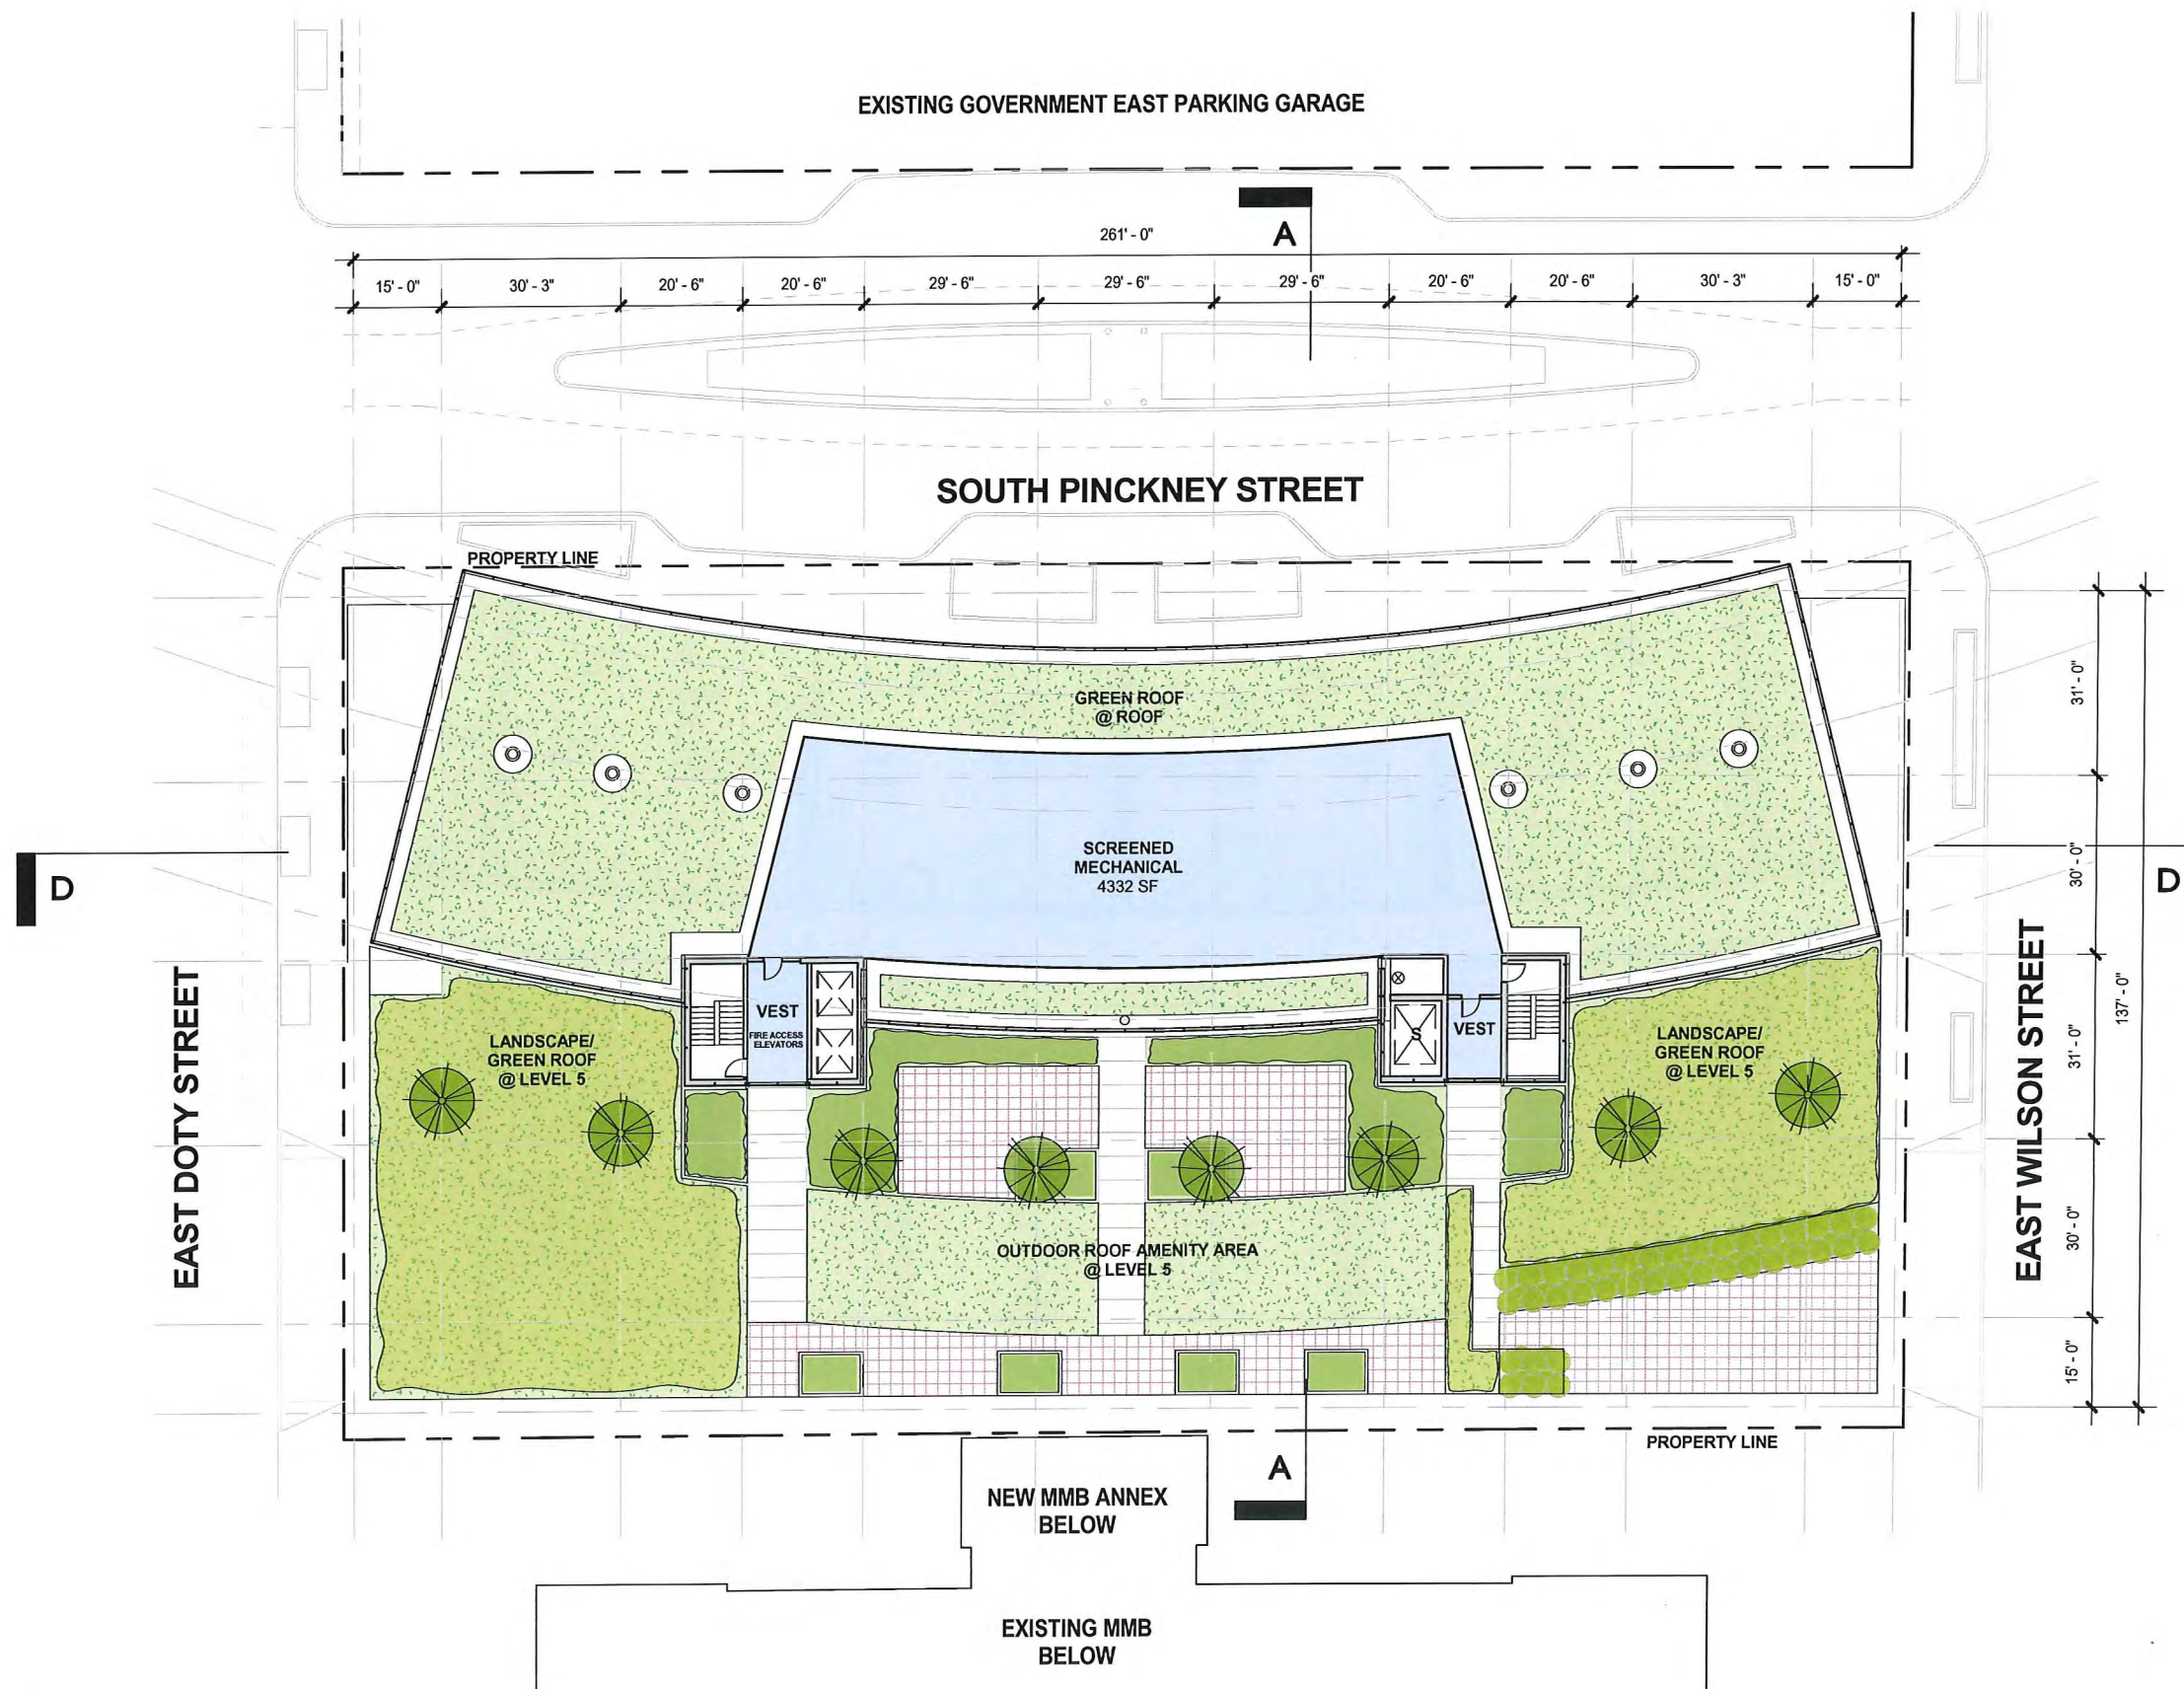 EXISTING GOVERNMENT EAST PARKING GARAGE
A
261' - 0"
15' - 0"
30' - 3"
20' - 6"
20' - 6"
29' - 6"
29' - 6"
29' - 6"
20' - 6"
20' - 6"
30' - 3"
15' - 0"
SOUTH PINCKNEY STREET
PROPERTY LINE
GREEN ROOF
@ ROOF
31' - 0"
SCREENED
MECHANICAL
4332 SF
30' - 0"
D
D
EAST DOTY STREET
EAST WILSON STREET
137' - 0"
VEST
FIRE ACCESS
ELEVATORS
S
VEST
LANDSCAPE/
GREEN ROOF
@ LEVEL 5
LANDSCAPE/
GREEN ROOF
@ LEVEL 5
31' - 0"
OUTDOOR ROOF AMENITY AREA
@ LEVEL 5
30' - 0"
15' - 0"
PROPERTY LINE
A
NEW MMB ANNEX
BELOW
EXISTING MMB
BELOW